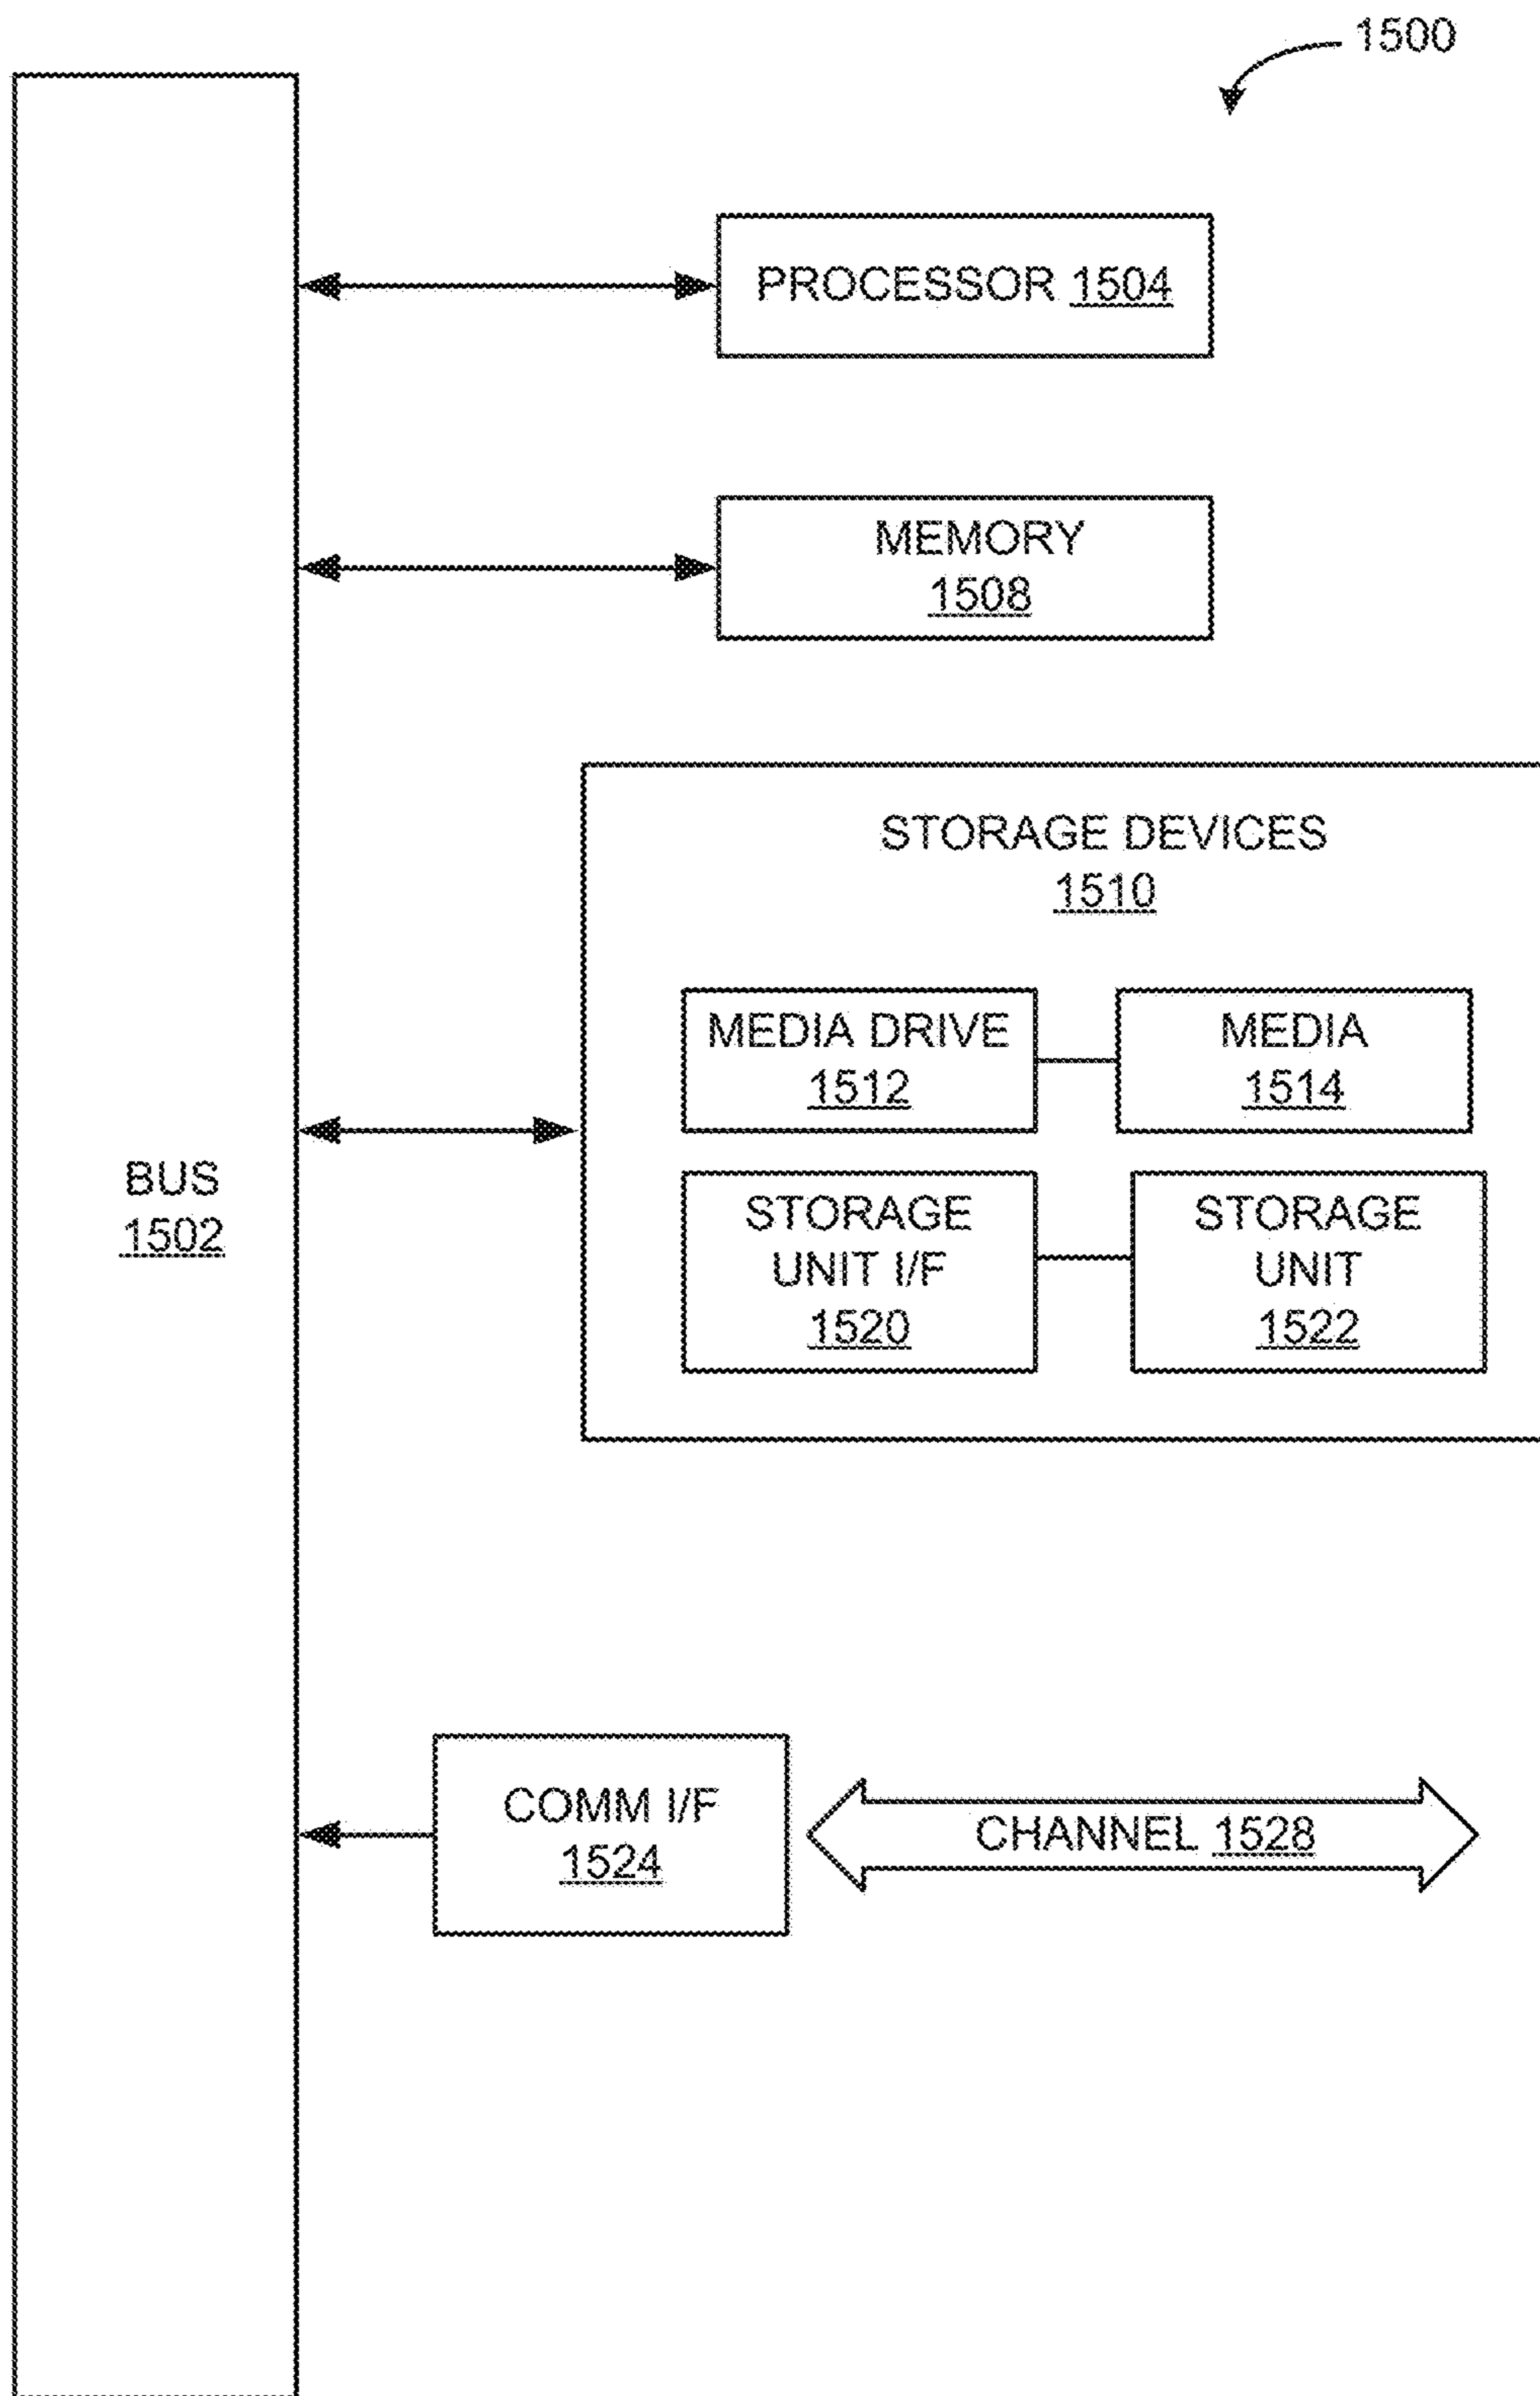 1500
PROCESSOR 1504
MEMORY
1508
STORAGE DEVICES
1510
MEDIA DRIVE
1512
MEDIA
1514
BUS
1502
STORAGE
UNIT I/F
1520
STORAGE
UNIT
1522
COMM I/F
1524
CHANNEL 1528